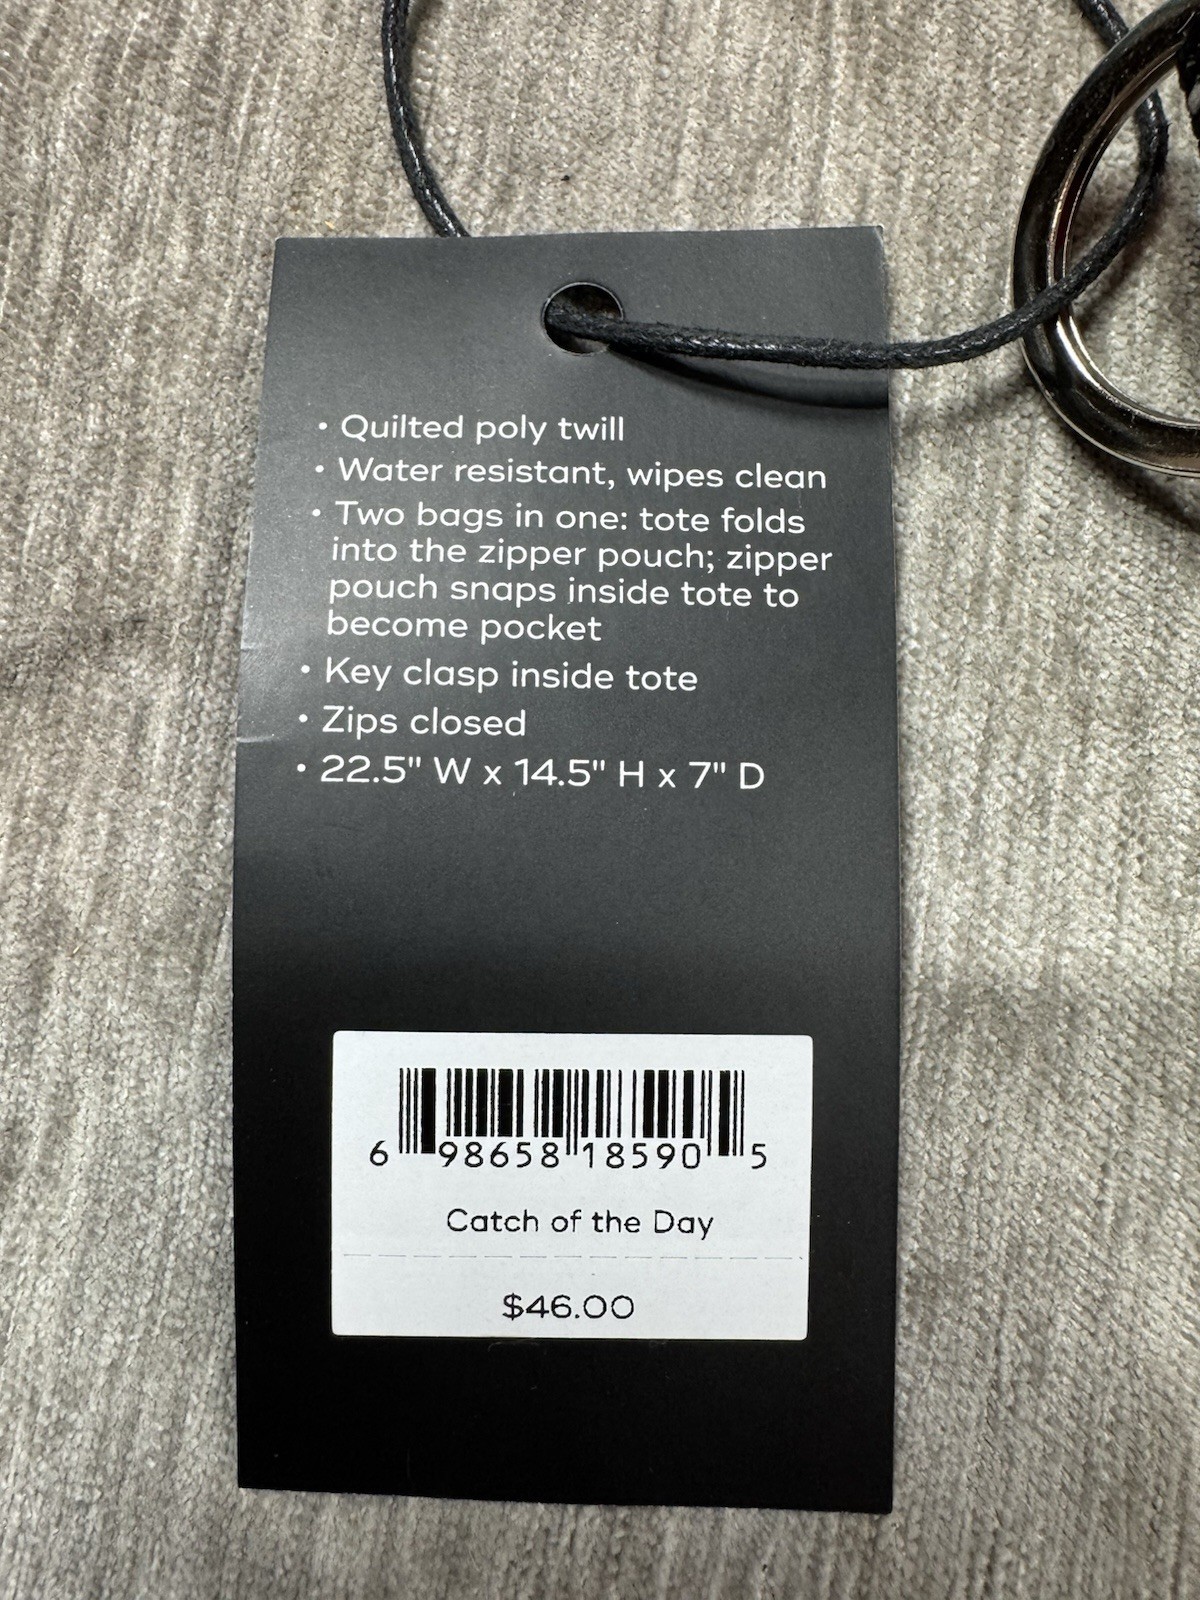 • Quilted poly twill
• Water resistant, wipes clean
• Two bags in one: tote folds
into the zipper pouch; zipper
pouch snaps inside tote to
become pocket
• Key clasp inside tote
• Zips closed
• 22.5" W x 14.5" H x 7" D
6 98658 18590 5
Catch of the Day
$46.00